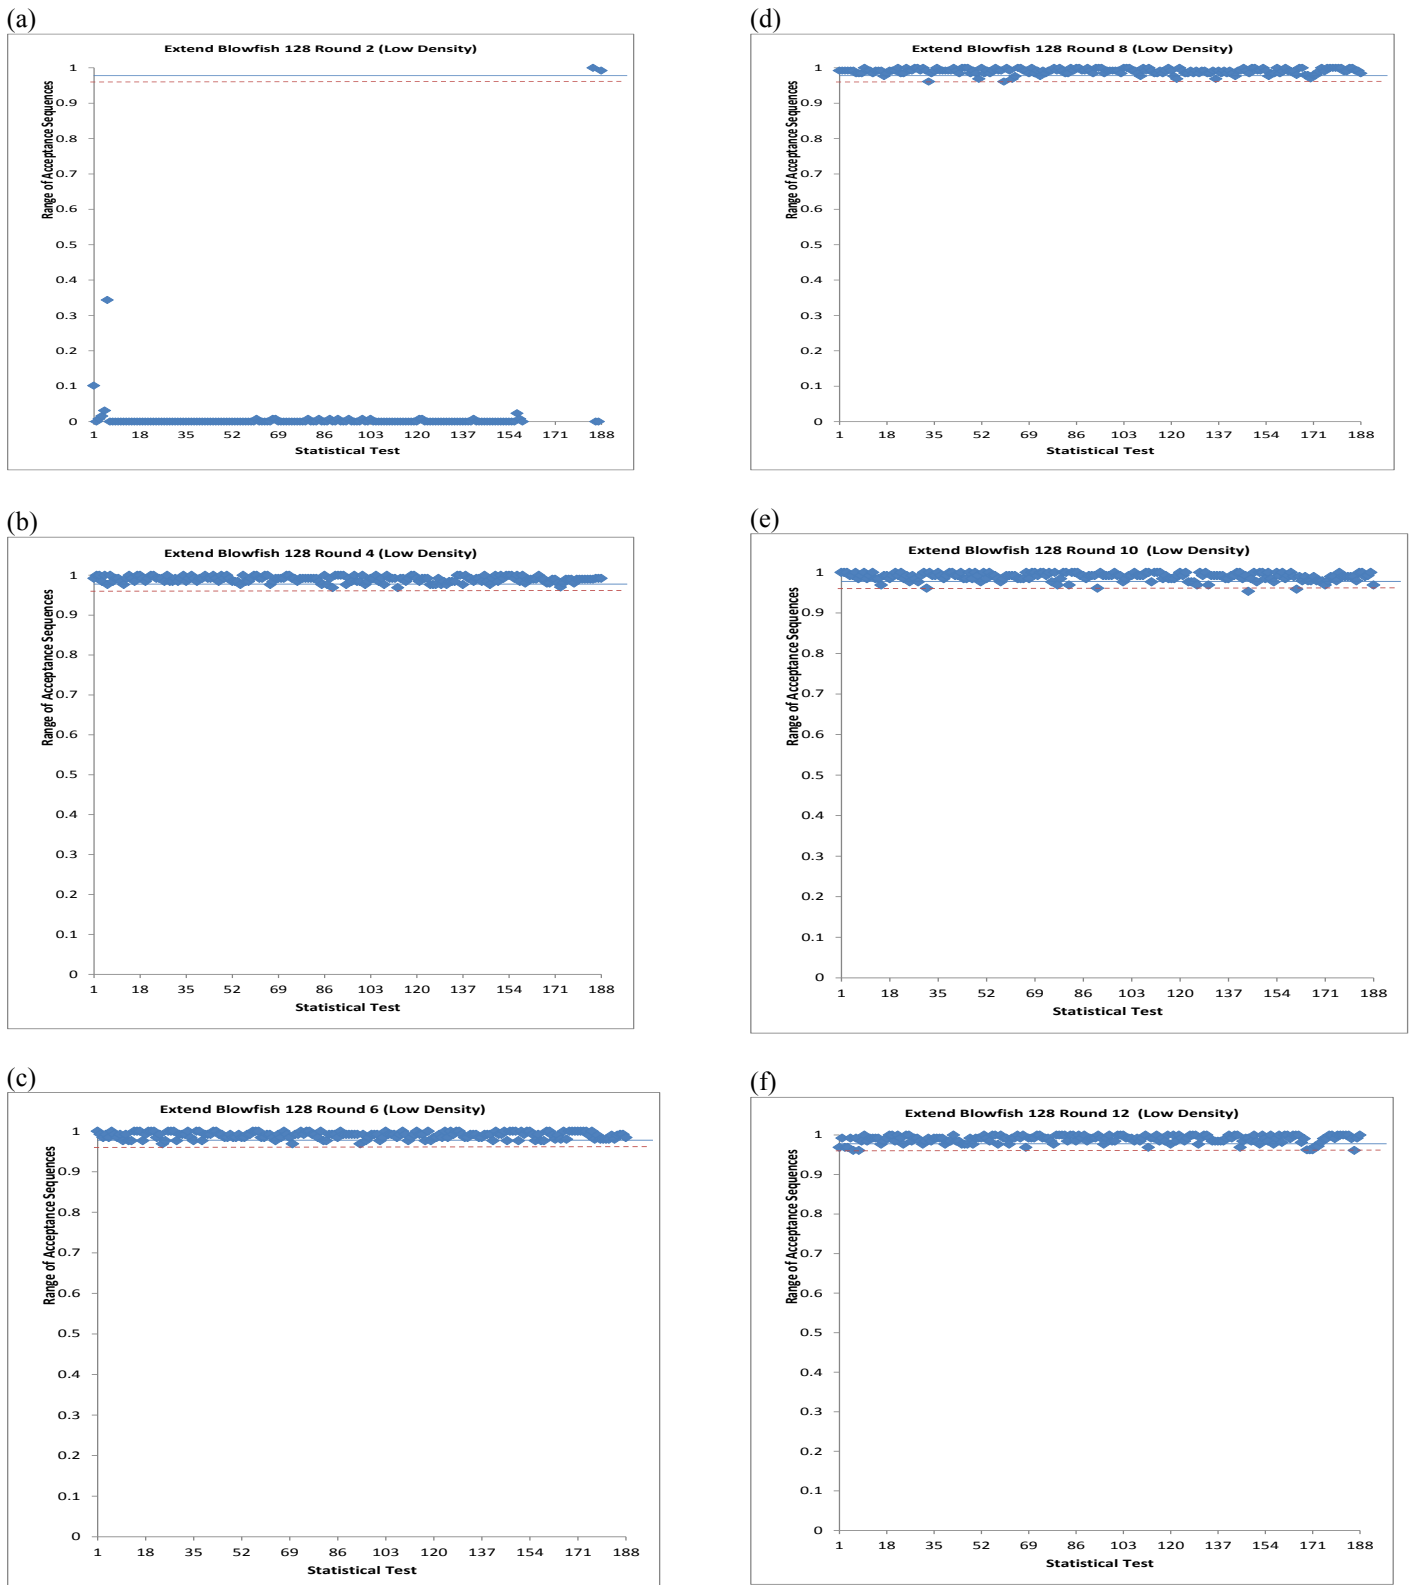 (a)
Extend Blowfish 128 Round 2 (Low Density)
Range of Acceptance Sequences
1
0.9
0.8
0.7
0.6
0.5
0.4
0.3
0.2
0.1
0
1 18 35 52 69 86 103 120 137 154 171 188
Statistical Test
(b)
Extend Blowfish 128 Round 4 (Low Density)
Range of Acceptance Sequences
1
0.9
0.8
0.7
0.6
0.5
0.4
0.3
0.2
0.1
0
1 18 35 52 69 86 103 120 137 154 171 188
Statistical Test
(c)
Extend Blowfish 128 Round 6 (Low Density)
Range of Acceptance Sequences
1
0.9
0.8
0.7
0.6
0.5
0.4
0.3
0.2
0.1
0
1 18 35 52 69 86 103 120 137 154 171 188
Statistical Test
(d)
Extend Blowfish 128 Round 8 (Low Density)
Range of Acceptance Sequences
1
0.9
0.8
0.7
0.6
0.5
0.4
0.3
0.2
0.1
0
1 18 35 52 69 86 103 120 137 154 171 188
Statistical Test
(e)
Extend Blowfish 128 Round 10 (Low Density)
Range of Acceptance Sequences
1
0.9
0.8
0.7
0.6
0.5
0.4
0.3
0.2
0.1
0
1 18 35 52 69 86 103 120 137 154 171 188
Statistical Test
(f)
Extend Blowfish 128 Round 12 (Low Density)
Range of Acceptance Sequences
1
0.9
0.8
0.7
0.6
0.5
0.4
0.3
0.2
0.1
0
1 18 35 52 69 86 103 120 137 154 171 188
Statistical Test